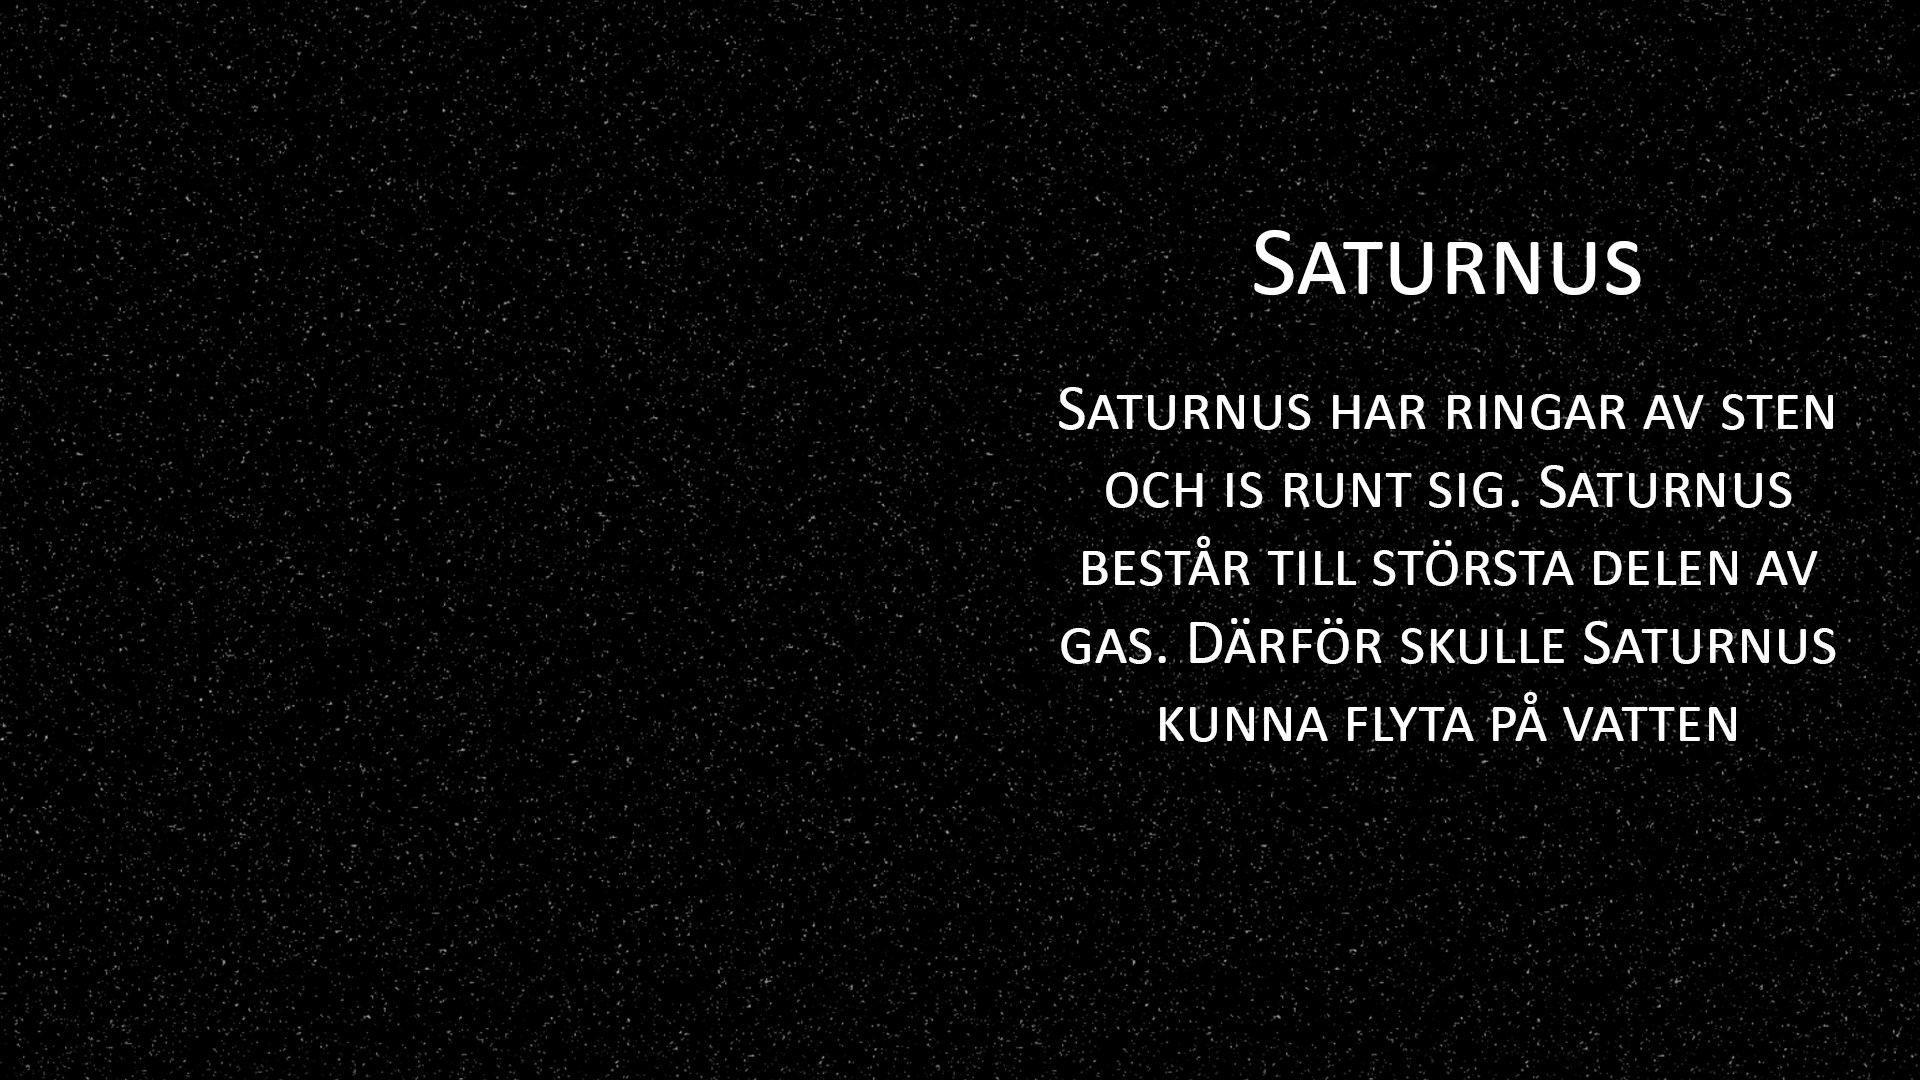 Saturnus
Saturnus har ringar av sten
och is runt sig. Saturnus
består till största delen av
gas. Därför skulle Saturnus
kunna flyta på vatten